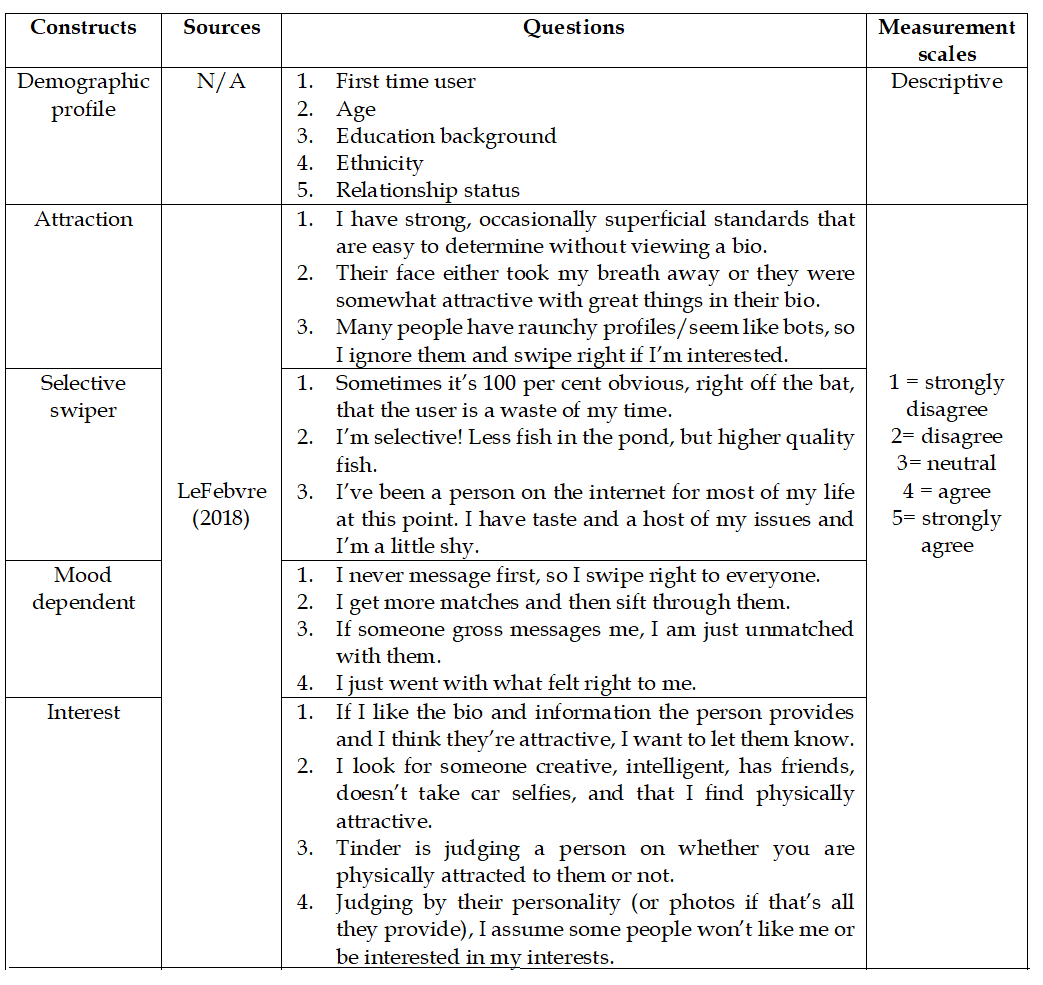 Constructs
Sources
Questions
Measurement
scales
Demographic
profile
N/A
1. First time user
2. Age
3. Education background
4. Ethnicity
5. Relationship status
Descriptive
Attraction
LeFebvre
(2018)
1. I have strong, occasionally superficial standards that
are easy to determine without viewing a bio.
2. Their face either took my breath away or they were
somewhat attractive with great things in their bio.
3. Many people have raunchy profiles/seem like bots, so
I ignore them and swipe right if I’m interested.
1 = strongly
disagree
2= disagree
3= neutral
4 = agree
5= strongly
agree
Selective
swiper
1. Sometimes it’s 100 per cent obvious, right off the bat,
that the user is a waste of my time.
2. I’m selective! Less fish in the pond, but higher quality
fish.
3. I’ve been a person on the internet for most of my life
at this point. I have taste and a host of my issues and
I’m a little shy.
Mood
dependent
1. I never message first, so I swipe right to everyone.
2. I get more matches and then sift through them.
3. If someone gross messages me, I am just unmatched
with them.
4. I just went with what felt right to me.
Interest
1. If I like the bio and information the person provides
and I think they’re attractive, I want to let them know.
2. I look for someone creative, intelligent, has friends,
doesn’t take car selfies, and that I find physically
attractive.
3. Tinder is judging a person on whether you are
physically attracted to them or not.
4. Judging by their personality (or photos if that’s all
they provide), I assume some people won’t like me or
be interested in my interests.